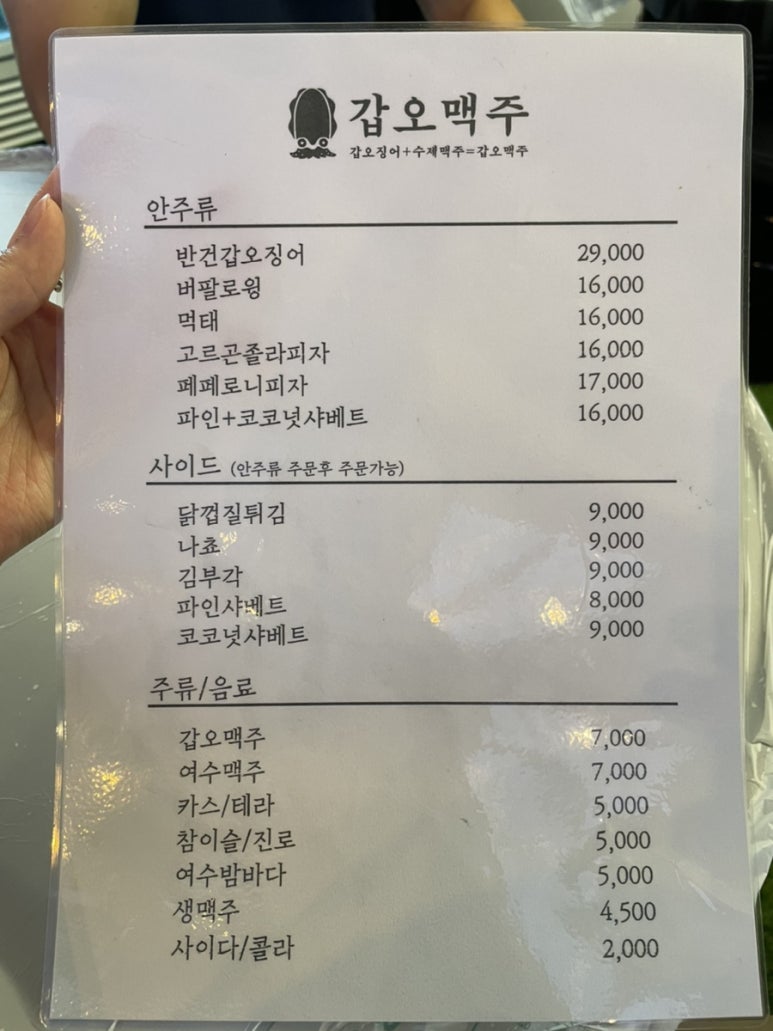 갑오맥주
갑오징어+수제맥주=갑오맥주
안주류
반건갑오징어 29,000
버팔로윙 16,000
먹태 16,000
고르곤졸라피자 16,000
페페로니피자 17,000
파인+코코넛샤베트 16,000
사이드 (안주류 주문후 주문가능)
닭껍질튀김 9,000
나쵸 9,000
김부각 9,000
파인샤베트 8,000
코코넛샤베트 9,000
주류/음료
갑오맥주 7,000
여수맥주 7,000
카스/테라 5,000
참이슬/진로 5,000
여수밤바다 5,000
생맥주 4,500
사이다/콜라 2,000